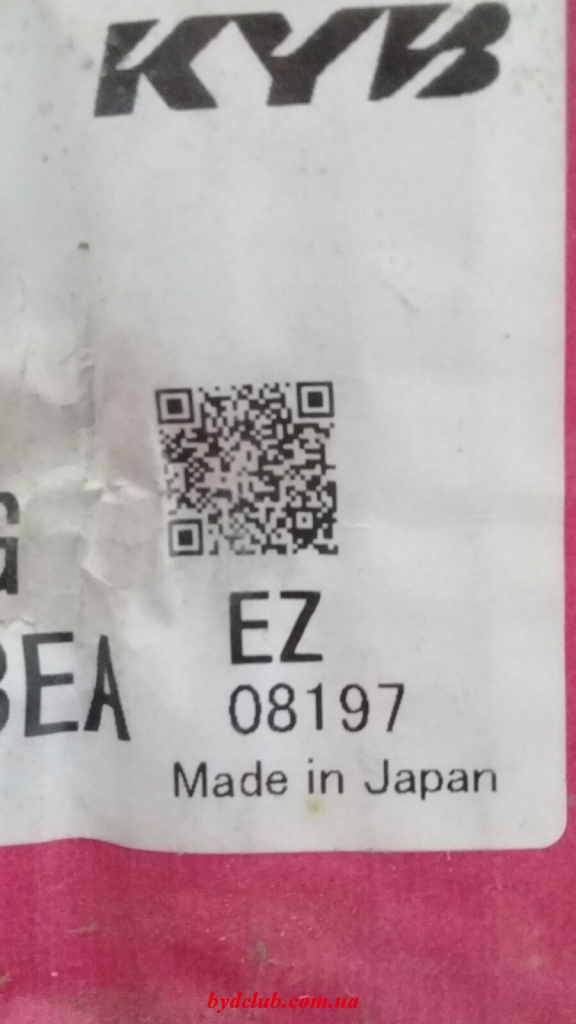 KYB
G
BEA
EZ
08197
Made in Japan
bydclub.com.ua